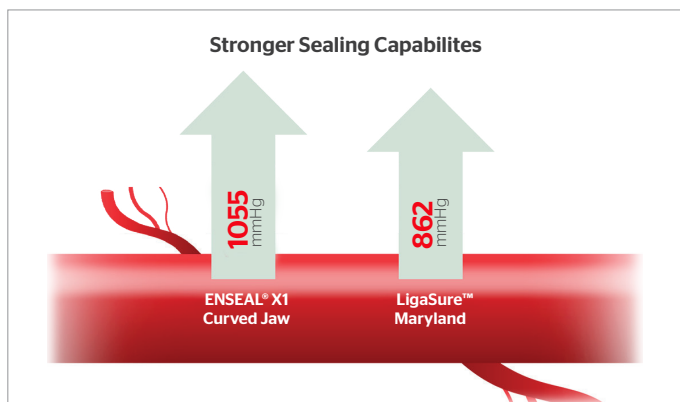 Stronger Sealing Capabilites
1055
mmHg
862
mmHg
ENSEAL® X1
Curved Jaw
LigaSure™
Maryland